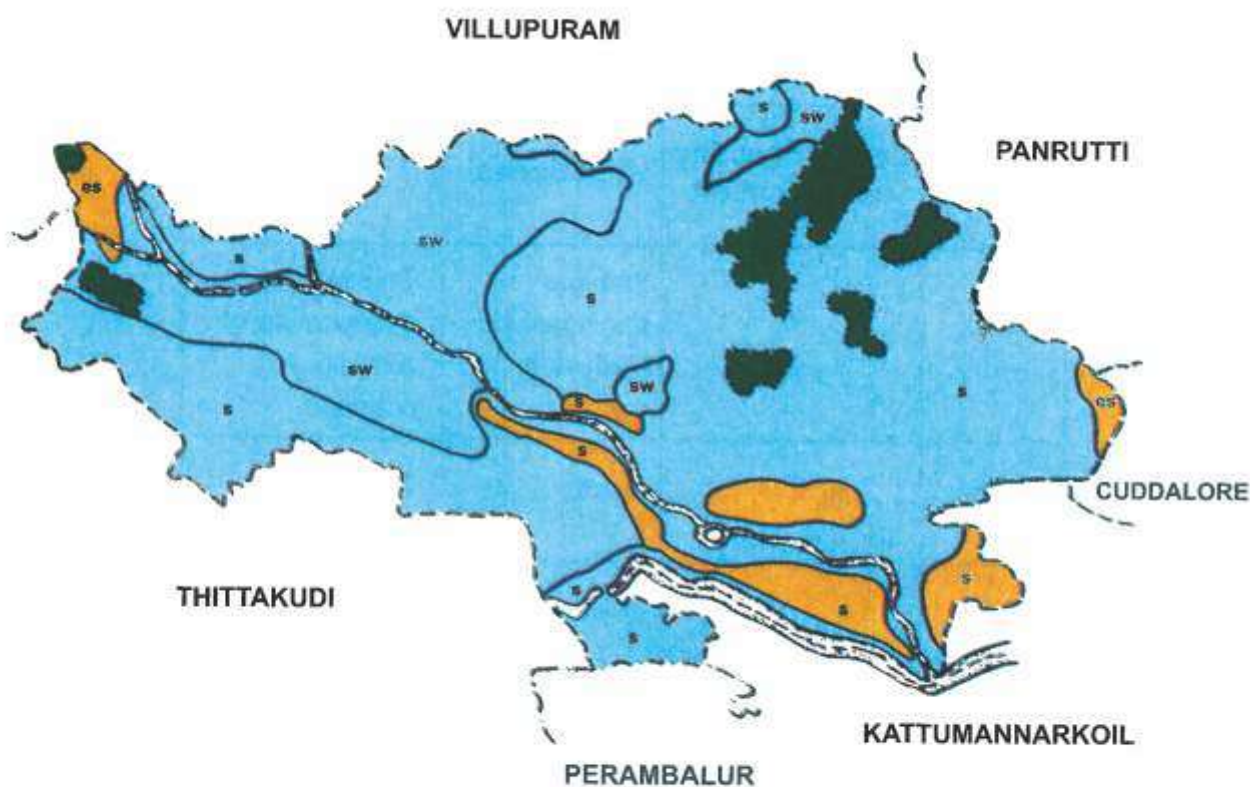 VILLUPURAM
s
sw
PANRUTTI
es
sw
s
s
sw
sw
s
s
s
es
s
CUDDALORE
THITTAKUDI
s
s
s
s
KATTUMANNARKOIL
PERAMBALUR